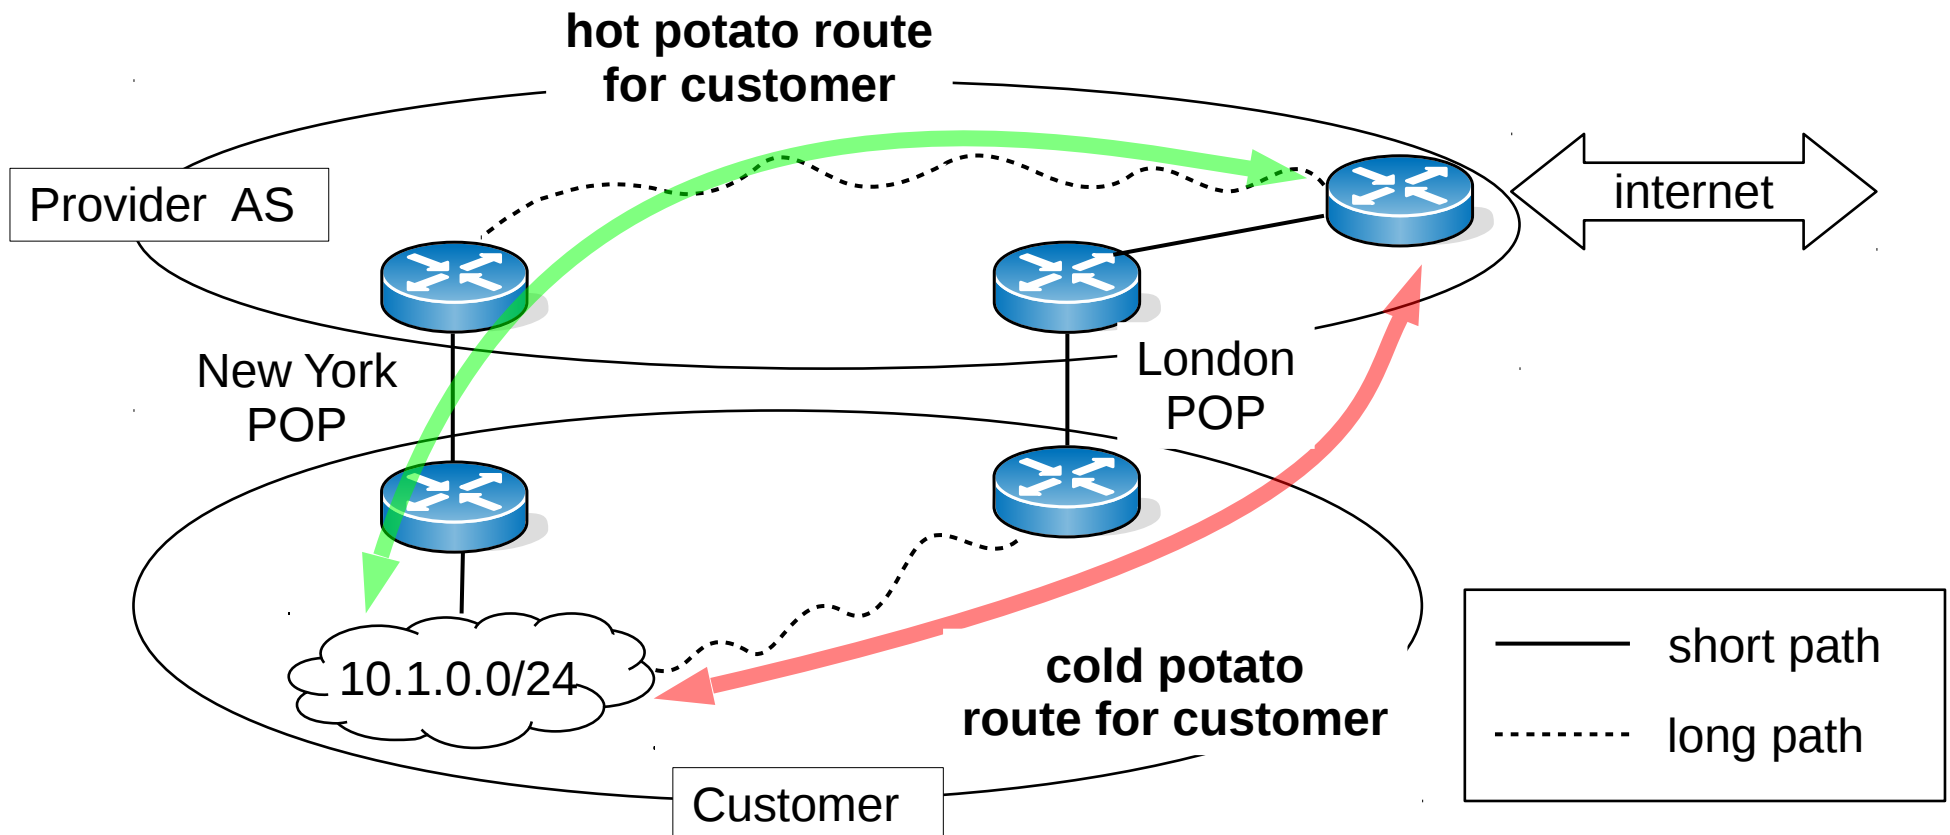 hot potato route
for customer
Provider AS
internet
New York
POP
London
POP
10.1.0.0/24
cold potato
route for customer
short path
long path
Customer